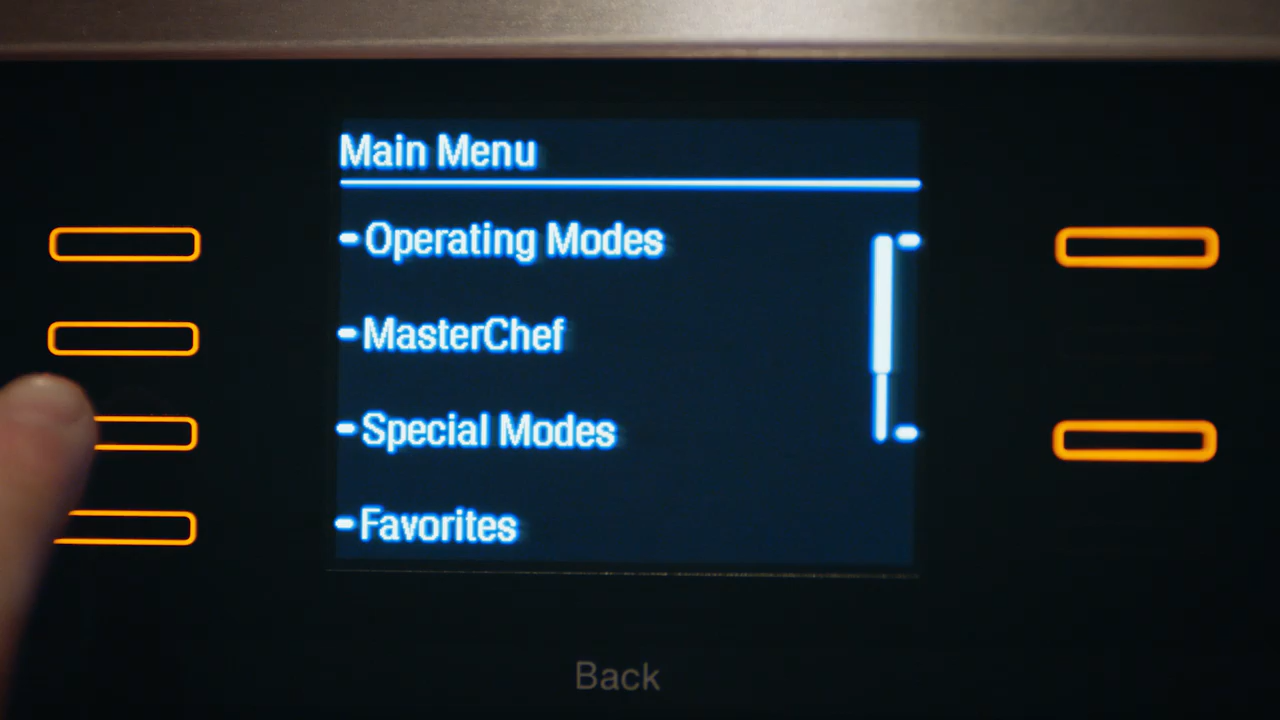 Main Menu
-Operating Modes
-MasterChef
-Special Modes
-Favorites
Back